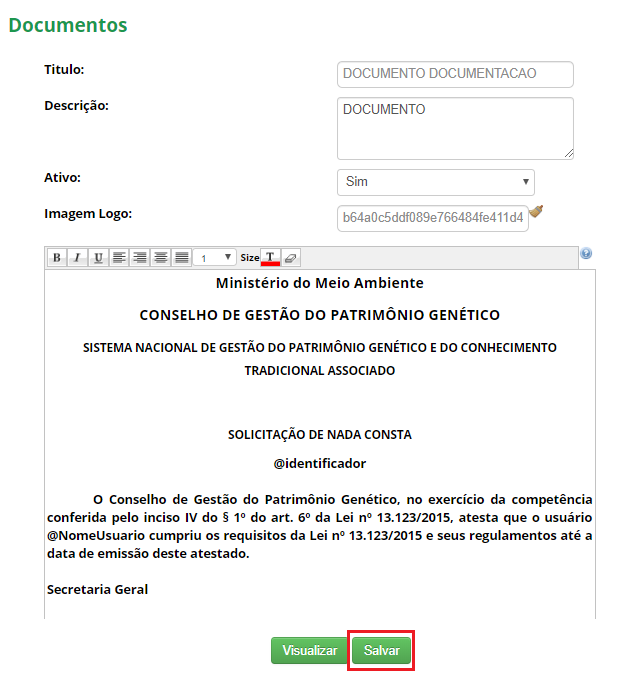 Documentos
Titulo: DOCUMENTO DOCUMENTACAO
Descrição: DOCUMENTO
Ativo: Sim
Imagem Logo: b64a0c5ddf089e766484fe411d4
B I U 1 Size T
Ministério do Meio Ambiente
CONSELHO DE GESTÃO DO PATRIMÔNIO GENÉTICO
SISTEMA NACIONAL DE GESTÃO DO PATRIMÔNIO GENÉTICO E DO CONHECIMENTO
TRADICIONAL ASSOCIADO
SOLICITAÇÃO DE NADA CONSTA
@identificador
O Conselho de Gestão do Patrimônio Genético, no exercício da competência
conferida pelo inciso IV do § 1º do art. 6º da Lei nº 13.123/2015, atesta que o usuário
@NomeUsuario cumpriu os requisitos da Lei nº 13.123/2015 e seus regulamentos até a
data de emissão deste atestado.
Secretaria Geral
Visualizar Salvar